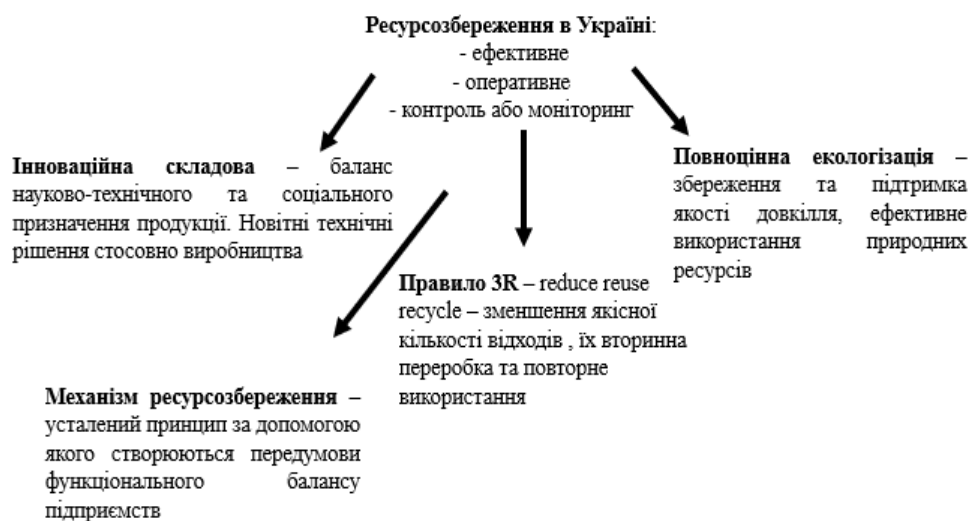 Ресурсозбереження в Україні:
- ефективне
- оперативне
- контроль або моніторинг
Інноваційна складова – баланс
науково-технічного та соціального
призначення продукції. Новітні технічні
рішення стосовно виробництва
Повноцінна екологізація –
збереження та підтримка
якості довкілля, ефективне
використання природних
ресурсів
Правило 3R – reduce reuse
recycle – зменшення якісної
кількості відходів , їх вторинна
переробка та повторне
використання
Механізм ресурсозбереження –
усталений принцип за допомогою
якого створюються передумови
функціонального балансу
підприємств